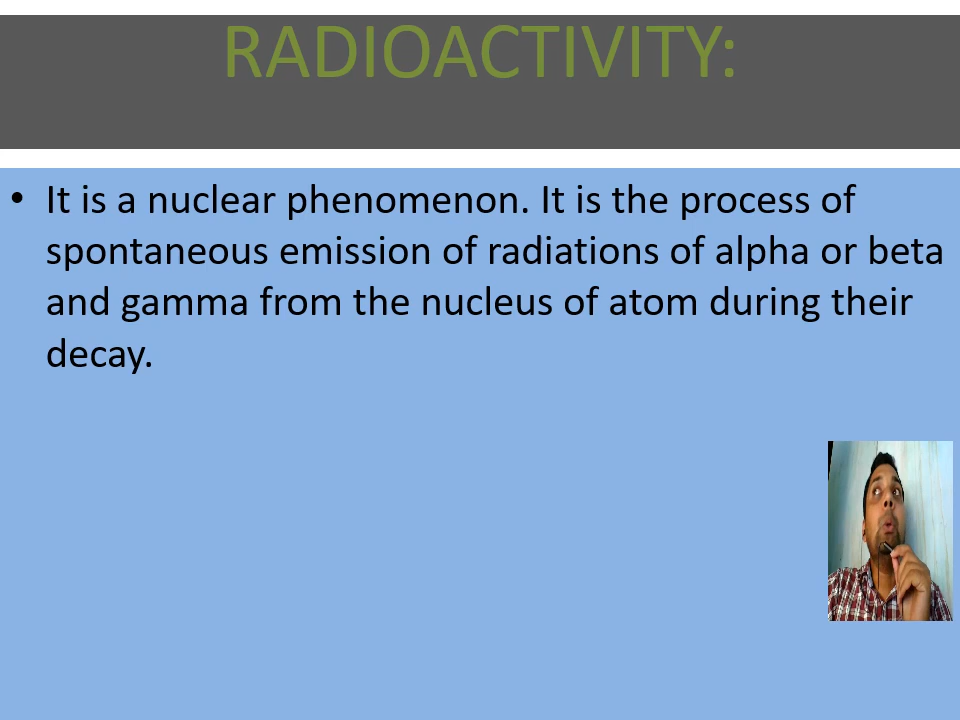 RADIOACTIVITY:
• It is a nuclear phenomenon. It is the process of
spontaneous emission of radiations of alpha or beta
and gamma from the nucleus of atom during their
decay.